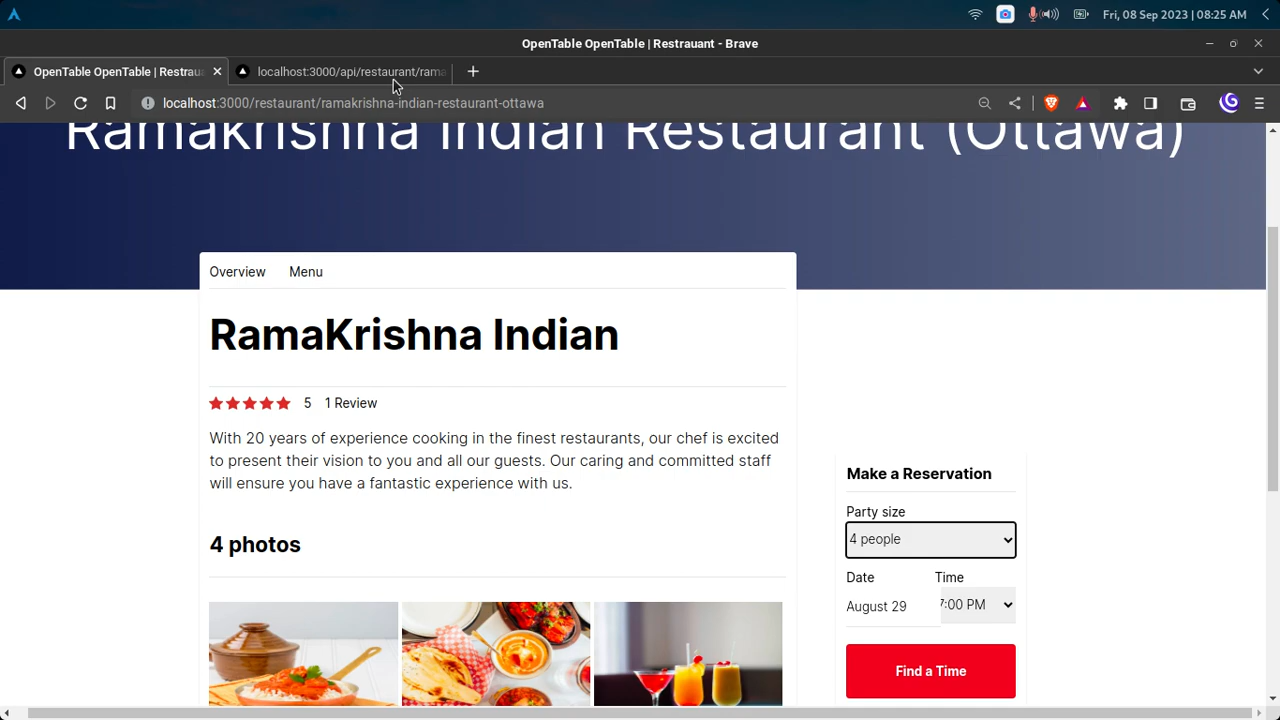 Fri, 08 Sep 2023 | 08:25 AM
OpenTable OpenTable | Restrauant - Brave
OpenTable OpenTable | Restrau
localhost:3000/api/restaurant/rama
localhost:3000/restaurant/ramakrishna-indian-restaurant-ottawa
Ramakrishna Indian Restaurant (Ottawa)
Overview Menu
RamaKrishna Indian
5 1 Review
With 20 years of experience cooking in the finest restaurants, our chef is excited
to present their vision to you and all our guests. Our caring and committed staff
will ensure you have a fantastic experience with us.
4 photos
Make a Reservation
Party size
4 people
Date Time
August 29 7:00 PM
Find a Time